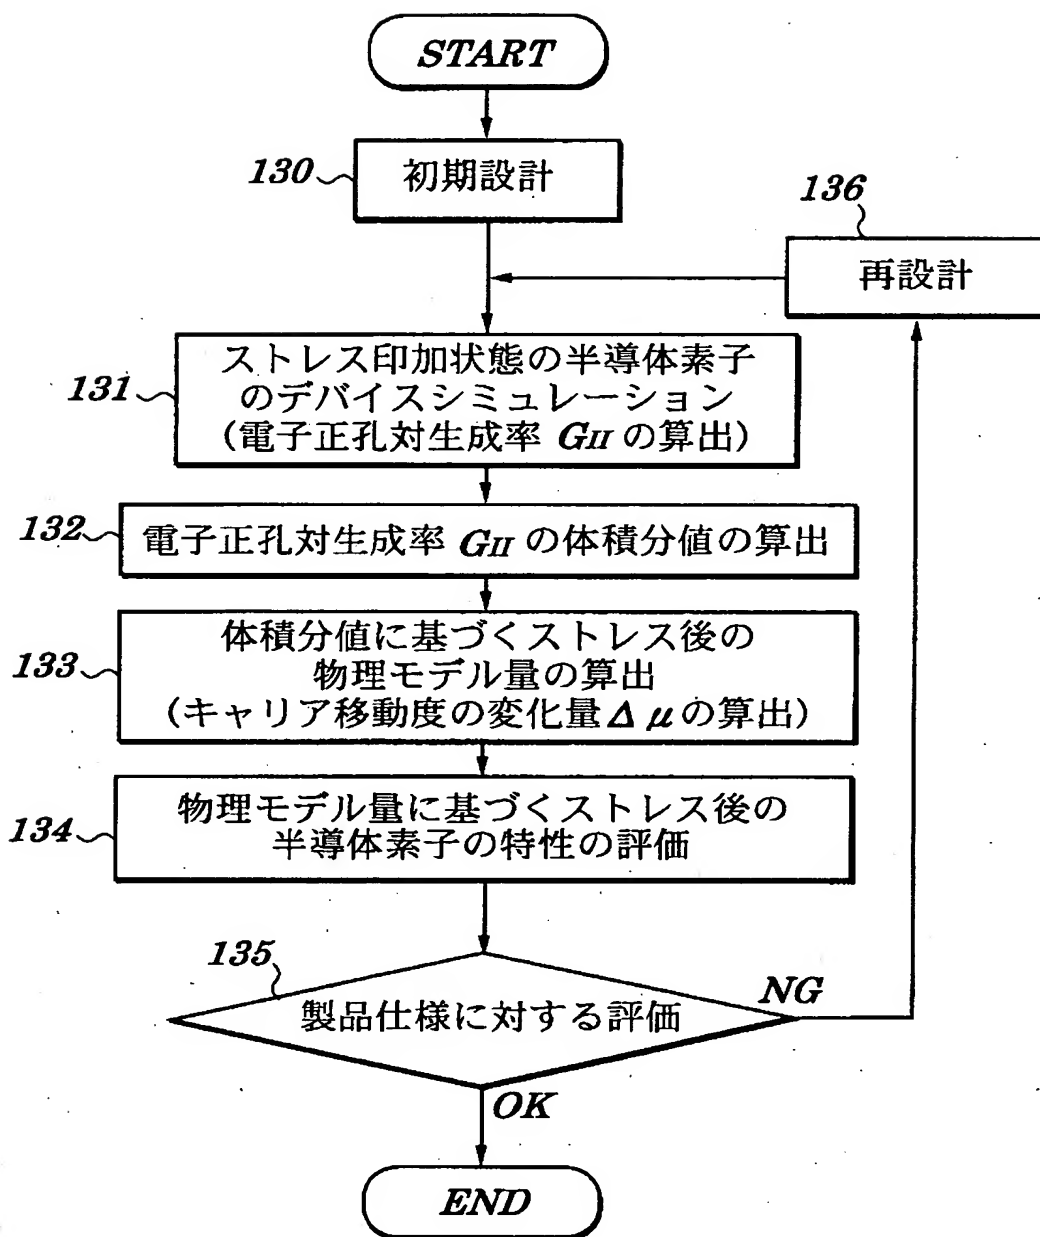 START
130
初期設計
136
再設計
131
ストレス印加状態の半導体素子
のデバイスシミュレーション
(電子正孔対生成率 GII の算出)
132
電子正孔対生成率 GII の体積分値の算出
133
体積分値に基づくストレス後の
物理モデル量の算出
(キャリア移動度の変化量Δμの算出)
134
物理モデル量に基づくストレス後の
半導体素子の特性の評価
135
製品仕様に対する評価
NG
OK
END